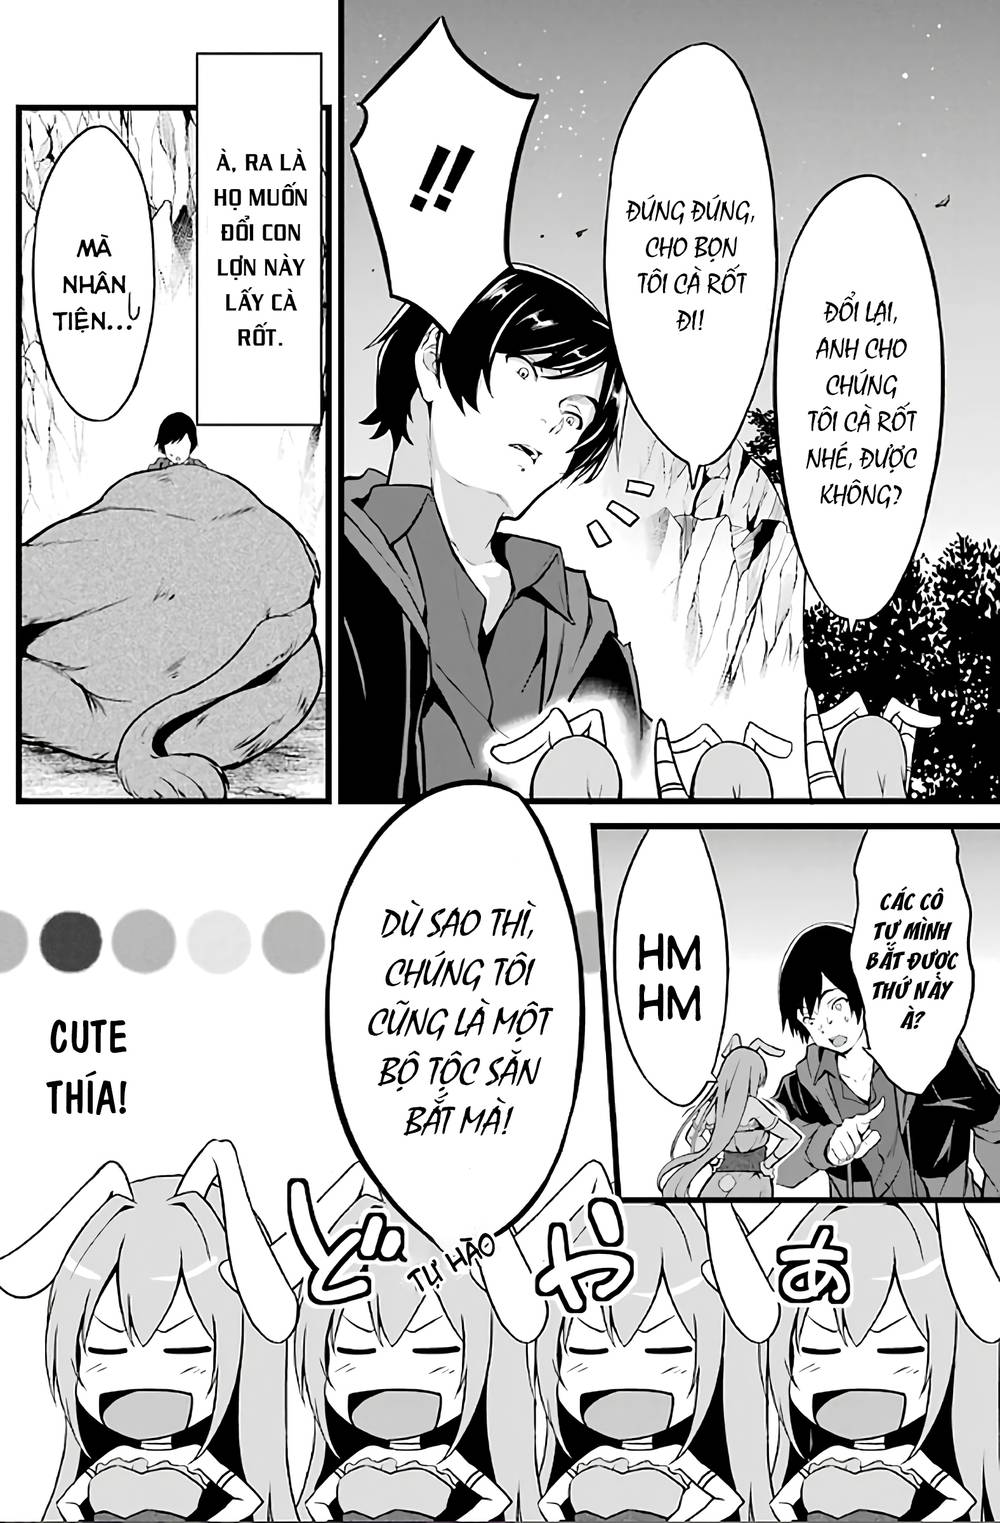 ĐỔI LẠI,
ANH CHO
CHÚNG
TÔI CÀ RỐT
NHÉ, ĐƯỢC
KHÔNG?
ĐÚNG ĐÚNG,
CHO BỌN
TÔI CÀ RỐT
ĐI!
!!
À, RA LÀ
HỌ MUỐN
ĐỔI CON
LỢN NÀY
LẤY CÀ
RỐT.
MÀ
NHÂN
TIỆN...
CÁC CÔ
TỰ MÌNH
BẮT ĐƯỢC
THỨ NÀY
À?
HM
HM
DÙ SAO THÌ,
CHÚNG TÔI
CŨNG LÀ MỘT
BỘ TỘC SĂN
BẮT MÀ!
CUTE
THÍA!
どやぁ
TỰ HÀO